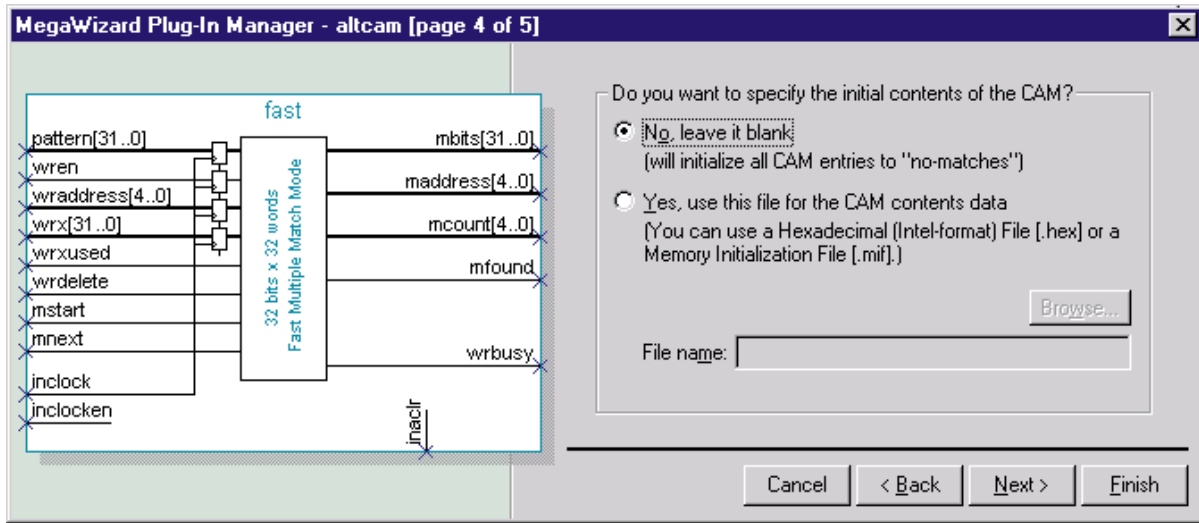 MegaWizard Plug-In Manager - altcam [page 4 of 5]
fast
pattern[31..0]
wren
wraddress[4..0]
wrx[31..0]
wrxused
wrdelete
mstart
mnext
inclock
inclocken
32 bits x 32 words
Fast Multiple Match Mode
mbits[31..0]
maddress[4..0]
mcount[4..0]
mfound
wrbusy
inaclr
Do you want to specify the initial contents of the CAM?
No, leave it blank
(will initialize all CAM entries to "no-matches")
Yes, use this file for the CAM contents data
(You can use a Hexadecimal (Intel-format) File [.hex] or a
Memory Initialization File [.mif].)
Browse...
File name:
Cancel
< Back
Next >
Finish